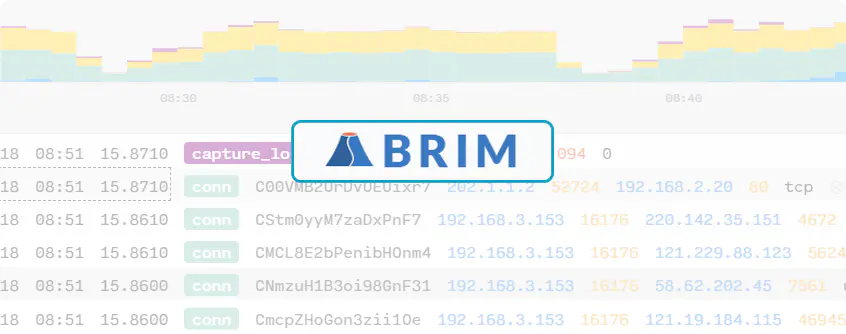 08:30 08:35 08:40
18 08:51 15.8710 capture_lo 094 0
BRIM
18 08:51 15.8710 conn 202.1.1.2 52724 192.168.2.20 80 tcp
18 08:51 15.8610 conn CStm0yyM7zaDxPnF7 192.168.3.153 16176 220.142.35.151 4672
18 08:51 15.8610 conn CMCL8E2bPenibHOnm4 192.168.3.153 16176 121.229.88.123 5624
18 08:51 15.8600 conn CNmzuH1B3oi98GnF31 192.168.3.153 16176 58.62.202.45 7361
18 08:51 15.8600 conn CmcpZHoGon3zii1Oe 192.168.3.153 16176 121.19.184.115 46945